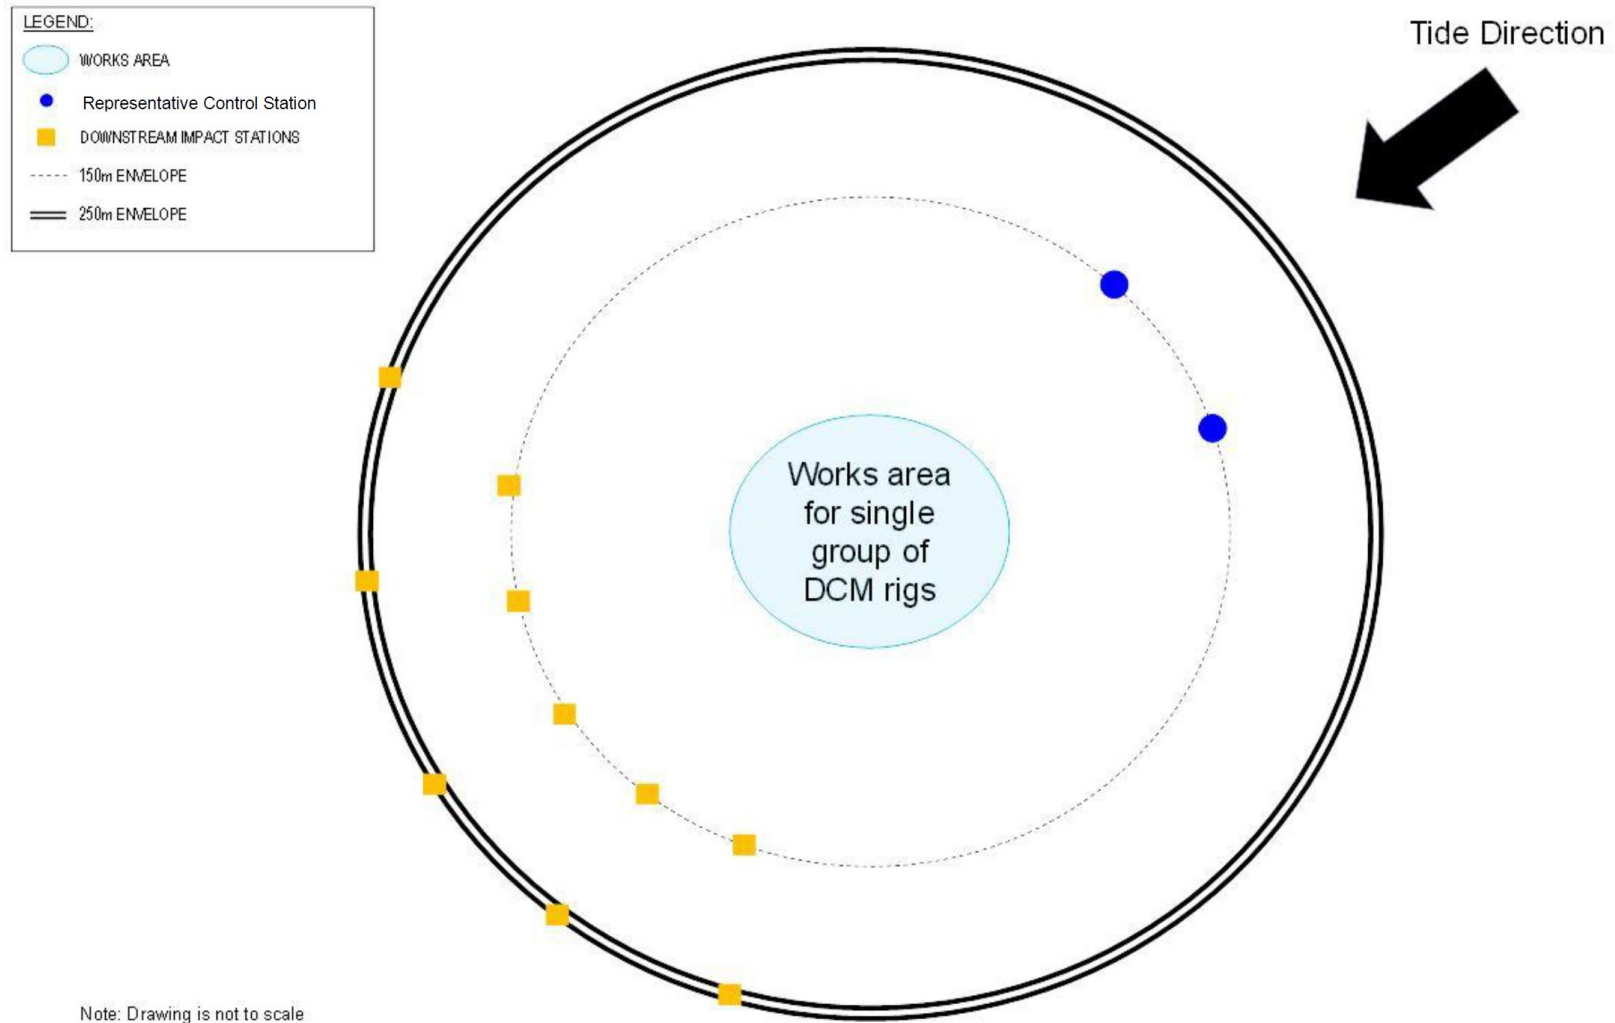 LEGEND:
WORKS AREA
Representative Control Station
DOWNSTREAM IMPACT STATIONS
150m ENVELOPE
250m ENVELOPE
Tide Direction
Works area
for single
group of
DCM rigs
Note: Drawing is not to scale